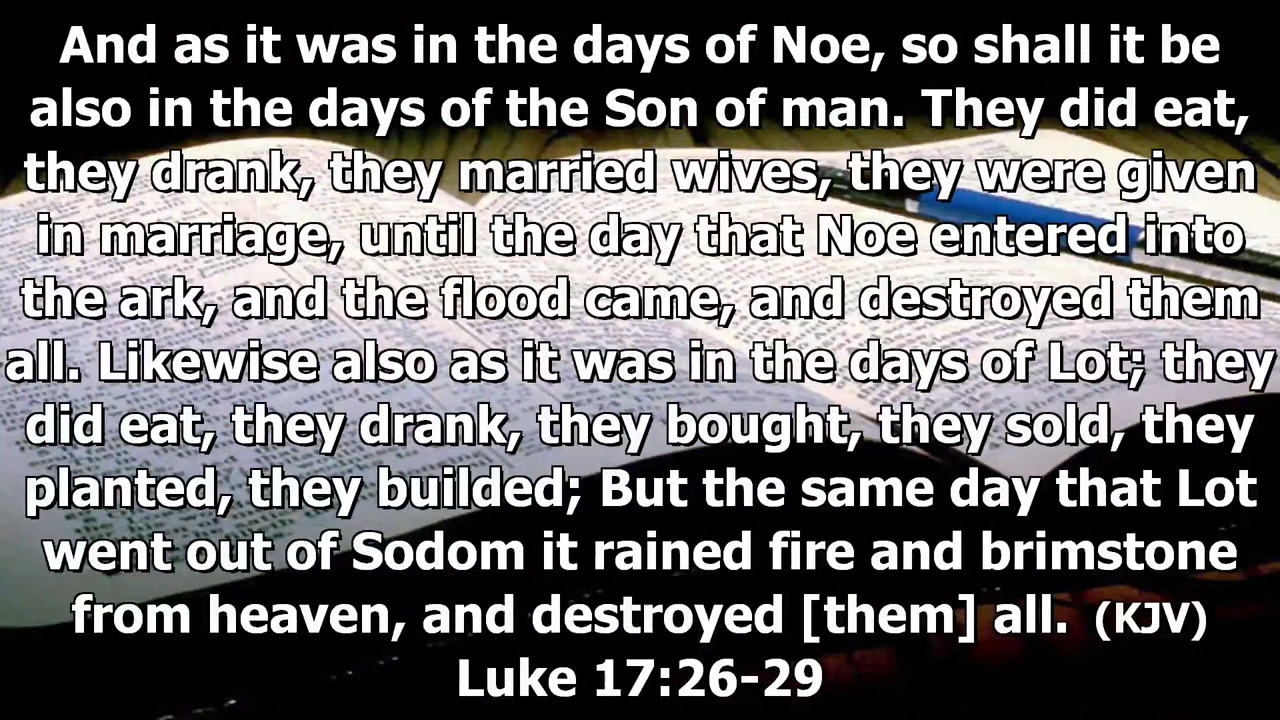 And as it was in the days of Noe, so shall it be
also in the days of the Son of man. They did eat,
they drank, they married wives, they were given
in marriage, until the day that Noe entered into
the ark, and the flood came, and destroyed them
all. Likewise also as it was in the days of Lot; they
did eat, they drank, they bought, they sold, they
planted, they builded; But the same day that Lot
went out of Sodom it rained fire and brimstone
from heaven, and destroyed [them] all. (KJV)
Luke 17:26-29